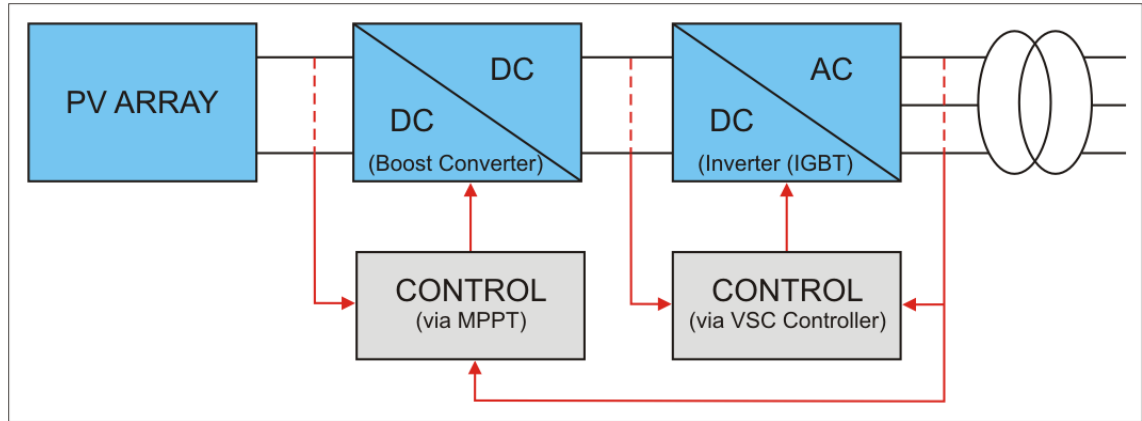 PV ARRAY
DC
DC
(Boost Converter)
AC
DC
(Inverter (IGBT)
CONTROL
(via MPPT)
CONTROL
(via VSC Controller)